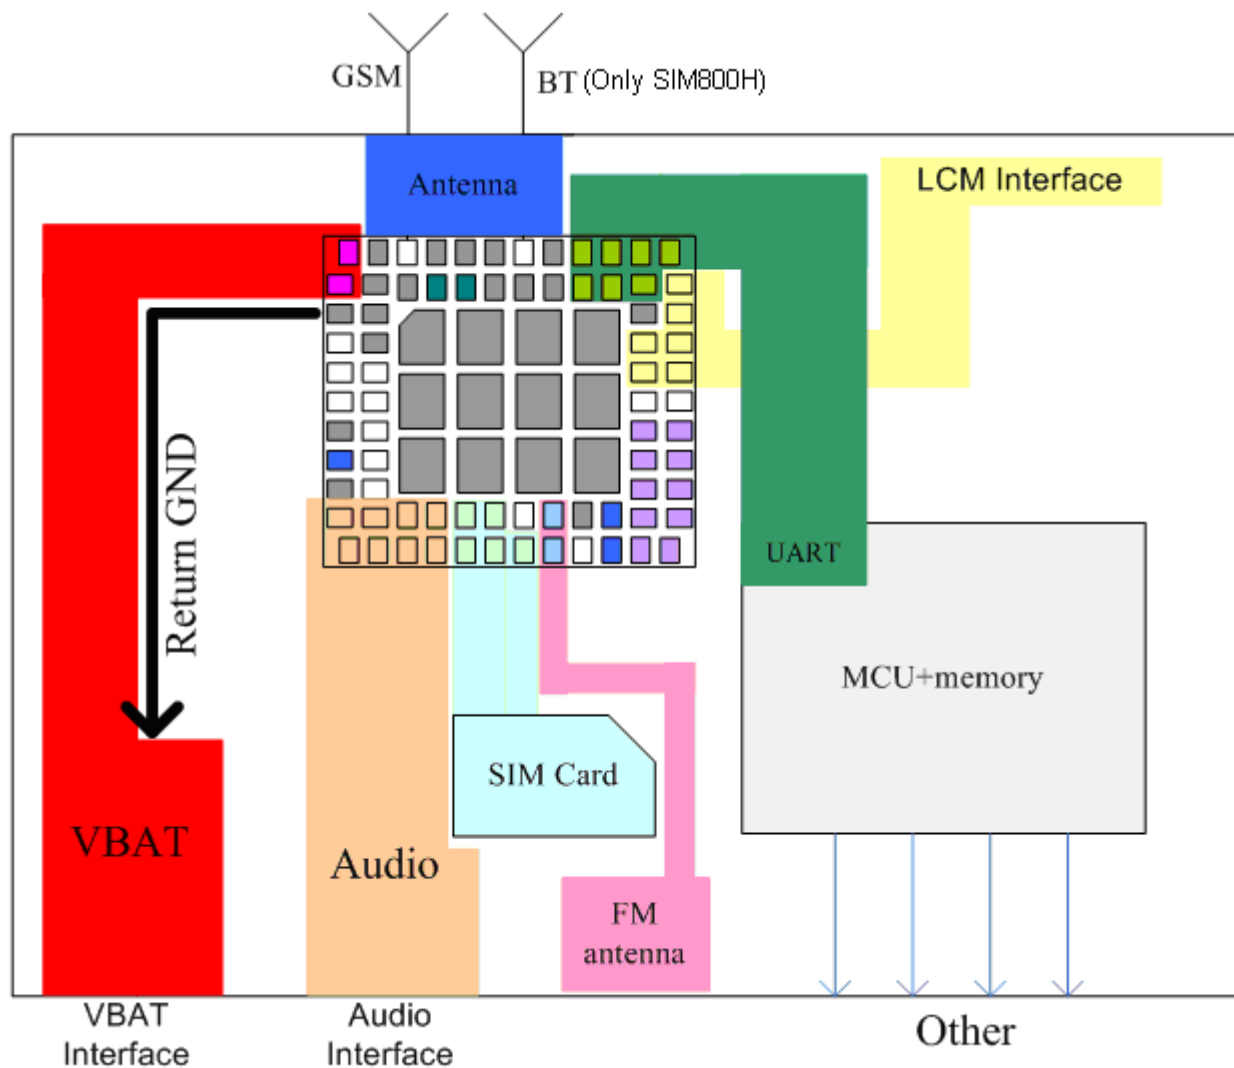 GSM
BT (Only SIM800H)
Antenna
LCM Interface
Return GND
UART
MCU+memory
SIM Card
VBAT
Audio
FM
antenna
VBAT
Interface
Audio
Interface
Other